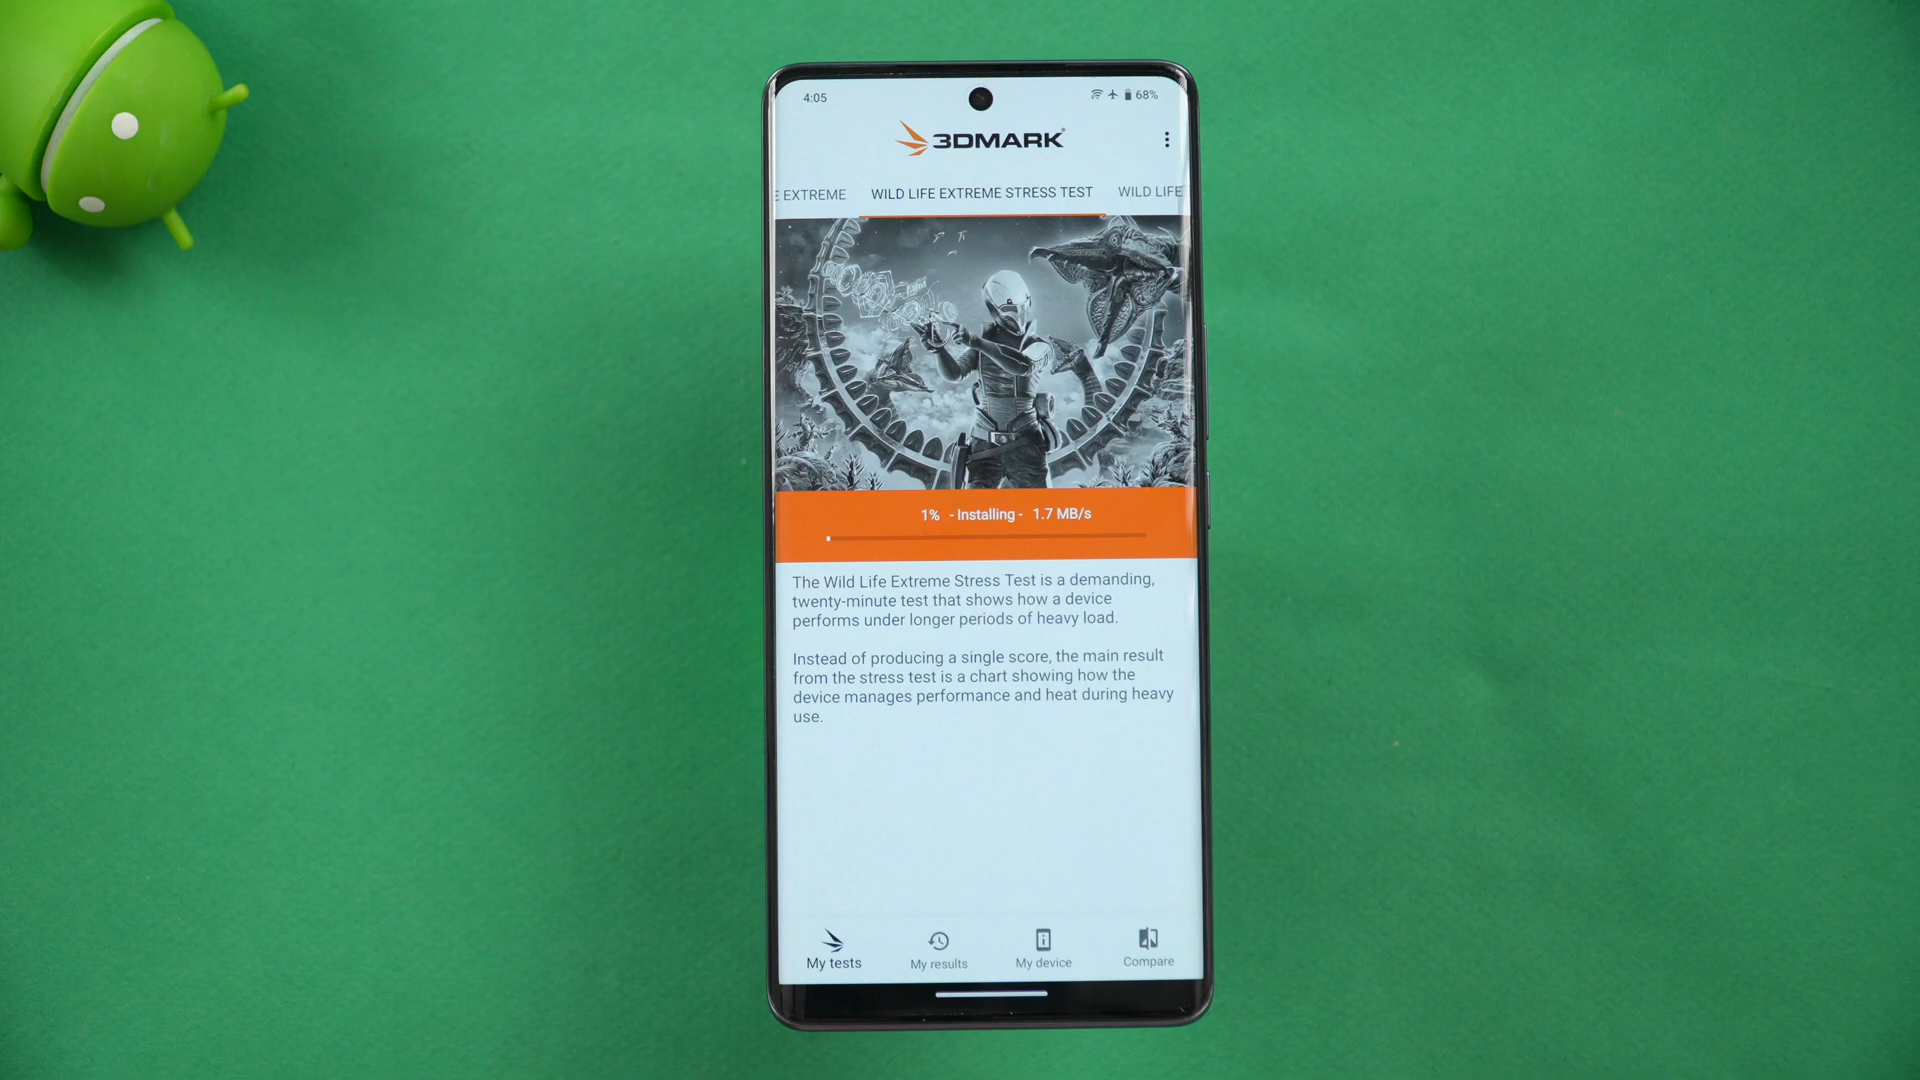 4:05
68%
3DMARK
E EXTREME
WILD LIFE EXTREME STRESS TEST
WILD LIFE
1% - Installing - 1.7 MB/s
The Wild Life Extreme Stress Test is a demanding,
twenty-minute test that shows how a device
performs under longer periods of heavy load.
Instead of producing a single score, the main result
from the stress test is a chart showing how the
device manages performance and heat during heavy
use.
My tests
My results
My device
Compare